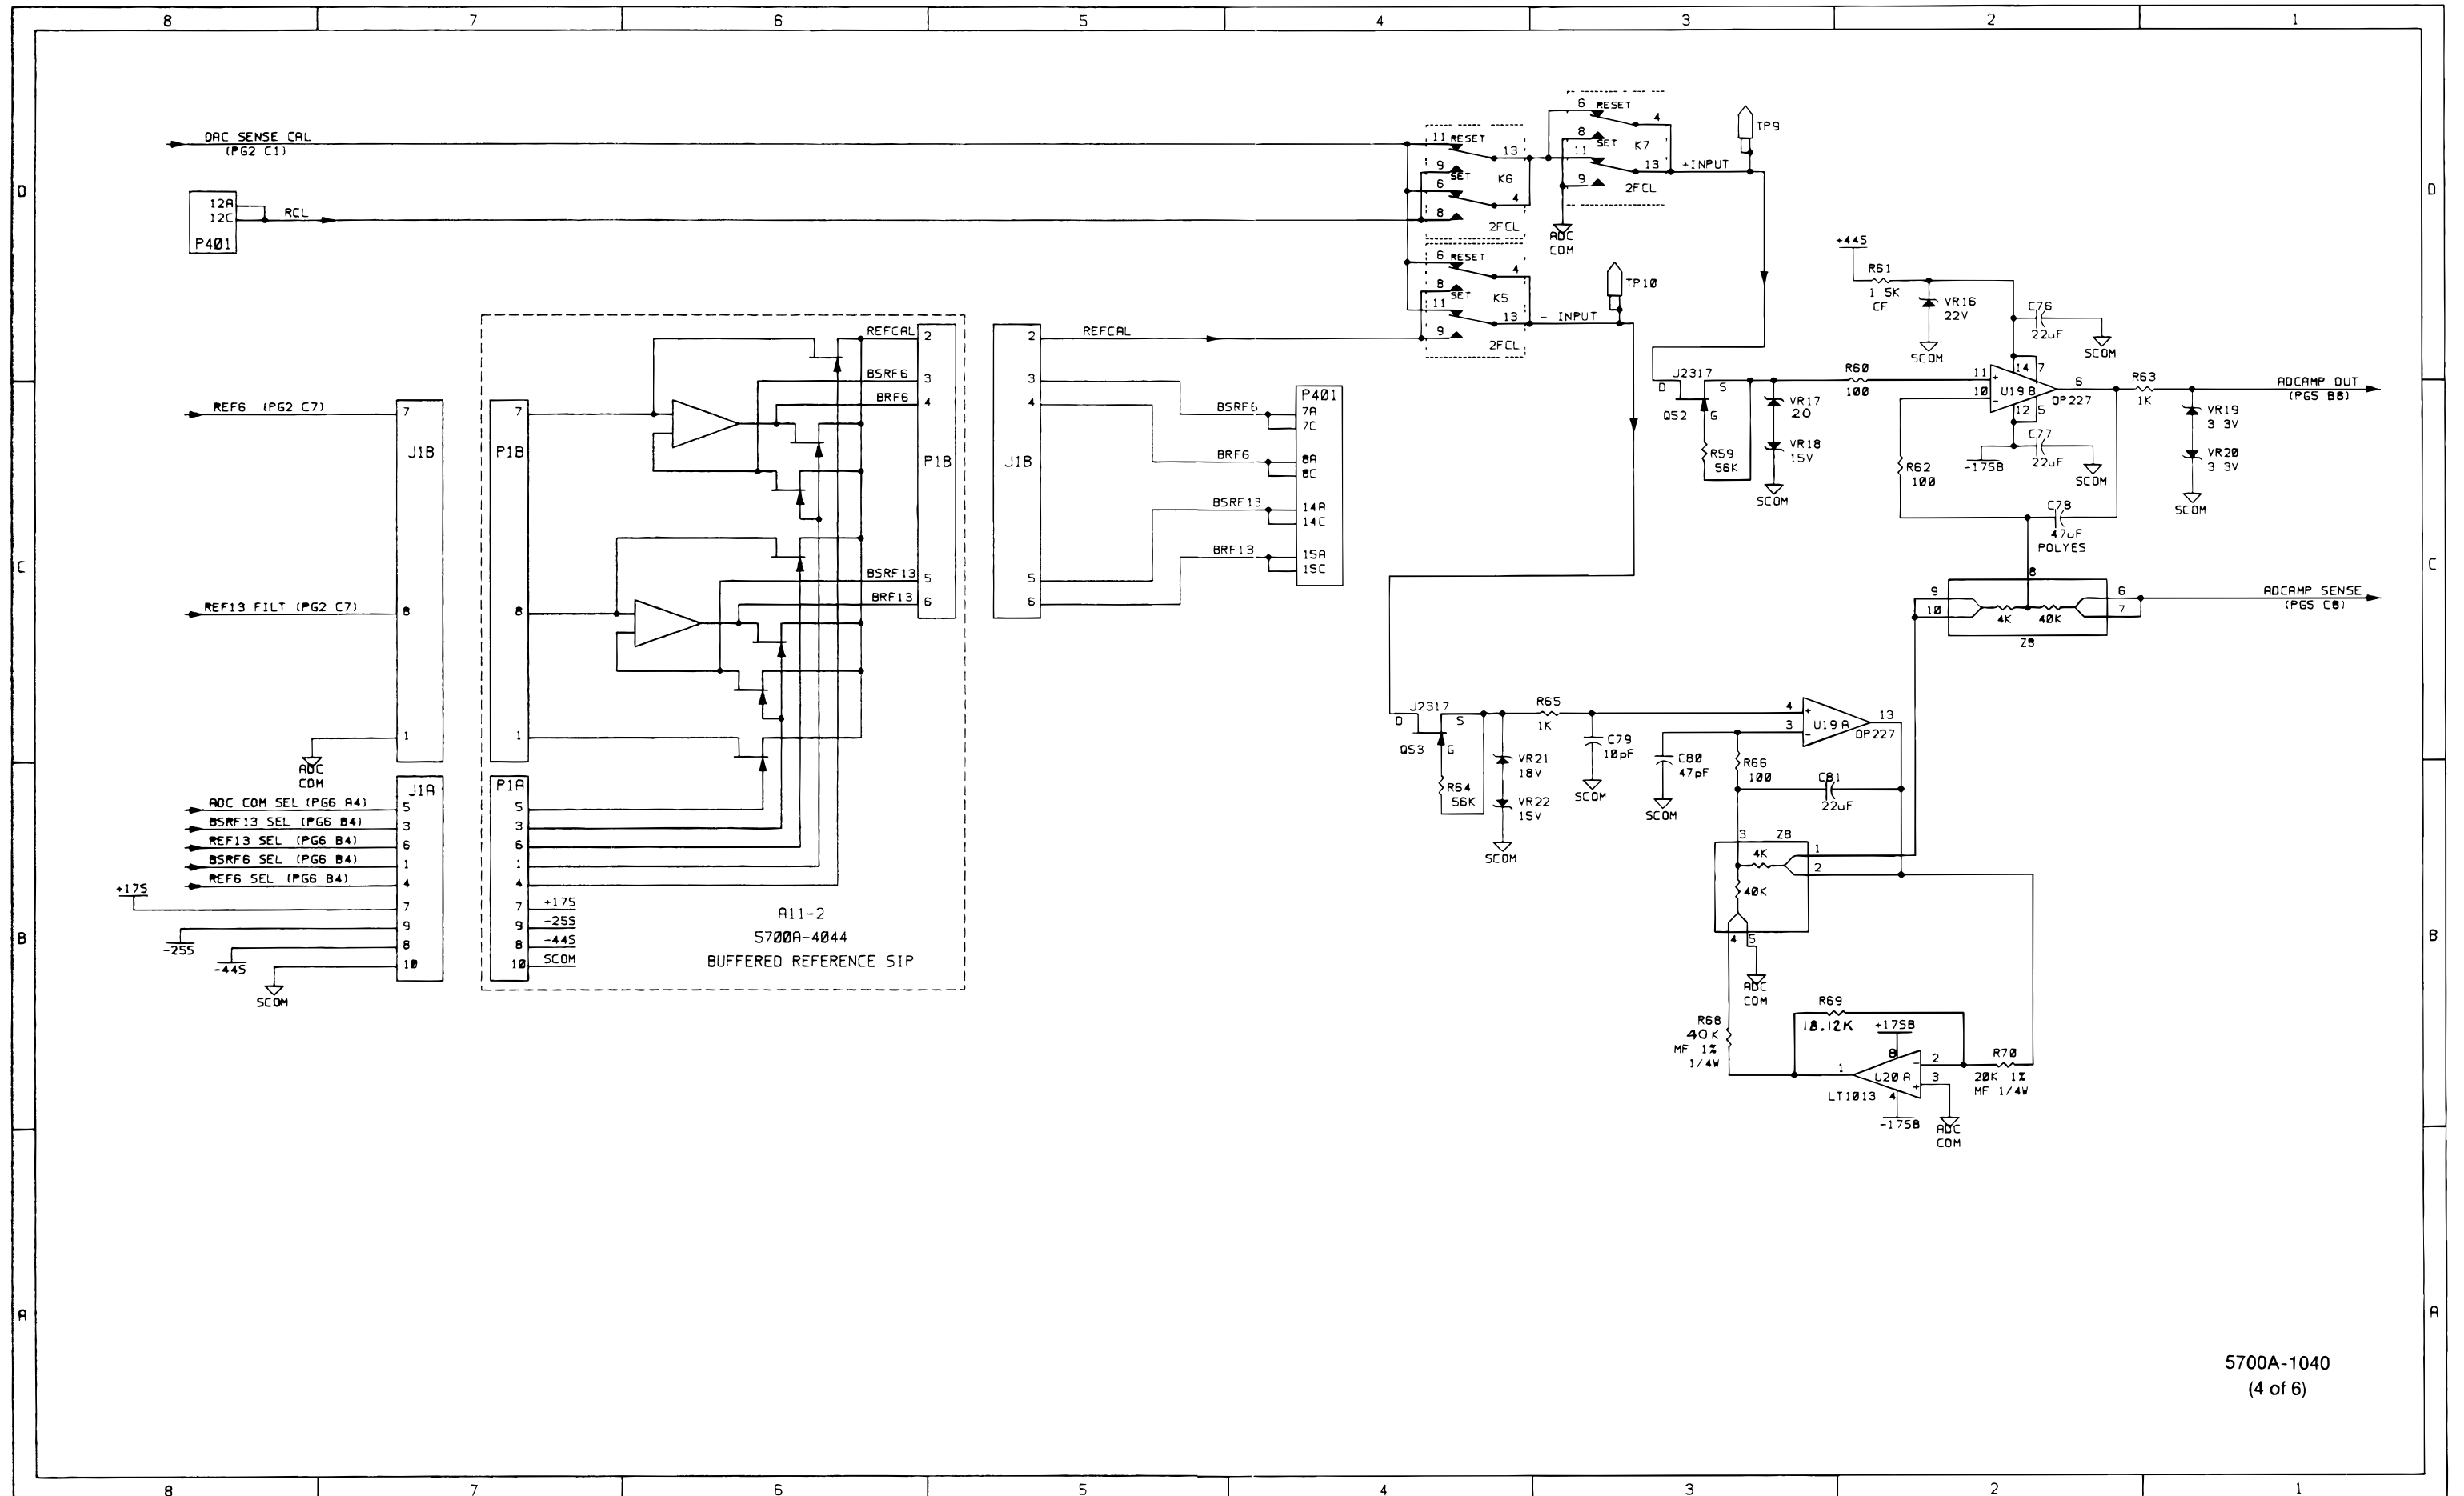 8 7 6 5 4 3 2 1
D
C
B
A
DAC SENSE CAL
(PG2 C1)
12A
12C
P401
RCL
11 RESET
9
SET
6
8
13
K6
4
2FCL
6 RESET
8
SET
11
9
4
K7
13
2FCL
ADC
COM
+INPUT
TP9
6 RESET
8
SET
11
9
4
K5
13
2FCL
- INPUT
TP10
REFCAL
2
BSRF6
3
BRF6
4
P1B
BSRF13
5
BRF13
6
2
3
4
J1B
5
6
REFCAL
BSRF6
BRF6
BSRF13
BRF13
P401
7A
7C
8A
8C
14A
14C
15A
15C
REF6 (PG2 C7)
REF13 FILT (PG2 C7)
7
J1B
8
1
ADC
COM
7
P1B
8
1
ADC COM SEL (PG6 A4)
BSRF13 SEL (PG6 B4)
REF13 SEL (PG6 B4)
BSRF6 SEL (PG6 B4)
REF6 SEL (PG6 B4)
+17S
-25S
-44S
SCOM
J1A
5
3
6
1
4
7
9
8
10
P1A
5
3
6
1
4
7 +17S
9 -25S
8 -44S
10 SCOM
A11-2
5700A-4044
BUFFERED REFERENCE SIP
+44S
R61
1 5K
CF
VR16
22V
SCOM
C76
22uF
SCOM
D
J2317
S
Q52
G
R59
56K
VR17
20
VR18
15V
SCOM
R60
100
11
10
+
-
14 7
U19 B
12 5
6
OP227
-17SB
C77
22uF
SCOM
R62
100
C78
47uF
POLYES
R63
1K
ADCAMP OUT
(PG5 B8)
VR19
3 3V
VR20
3 3V
SCOM
8
9
10
4K
40K
6
7
Z8
ADCAMP SENSE
(PG5 C8)
D
J2317
S
Q53
G
R64
56K
VR21
18V
VR22
15V
SCOM
R65
1K
C79
10pF
SCOM
C80
47pF
SCOM
4
3
+
-
U19 A
13
OP227
R66
100
C81
22uF
3
Z8
4K
1
2
40K
4
5
ADC
COM
R68
40K
MF 1%
1/4W
R69
18.12K
+17SB
8
1
U20 A
-
+
2
3
4
LT1013
-17SB
R70
20K 1%
MF 1/4W
ADC
COM
D
C
B
A
5700A-1040
(4 of 6)
8 7 6 5 4 3 2 1